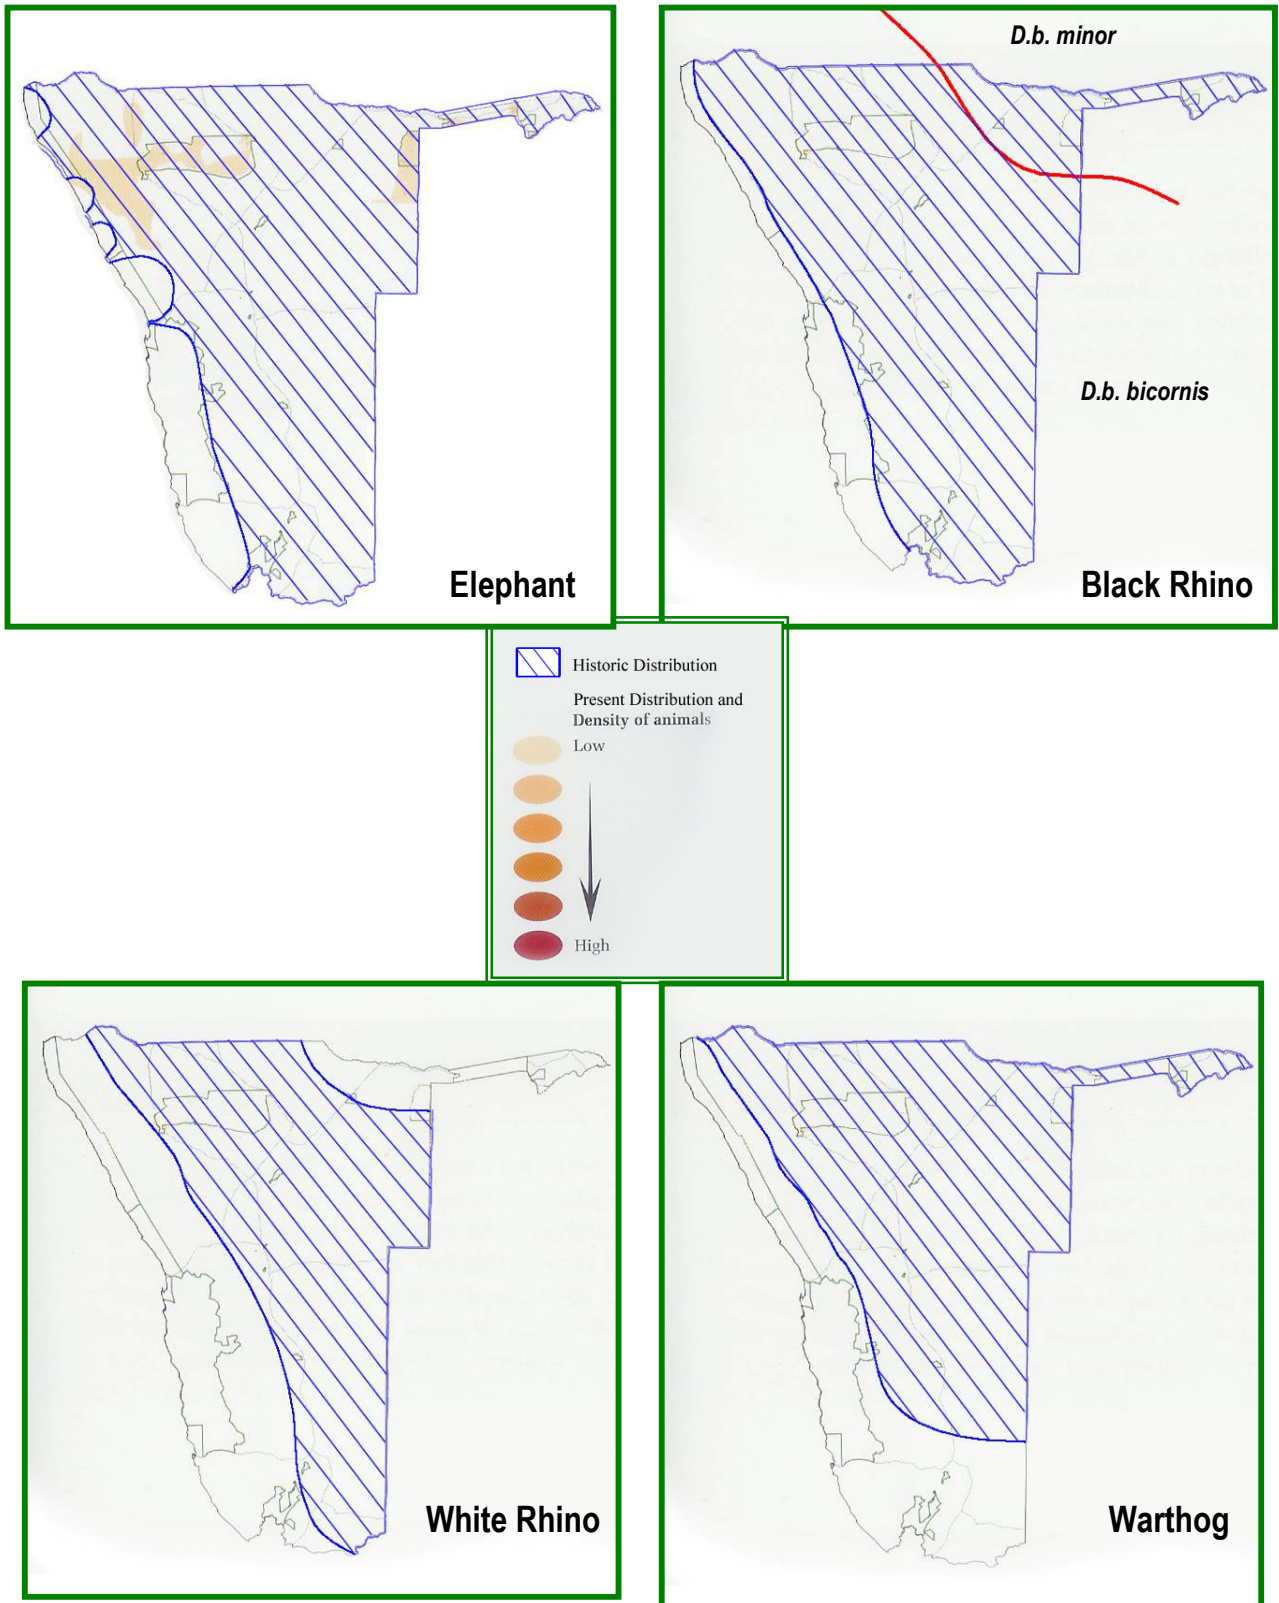 D.b. minor
D.b. bicornis
Elephant
Black Rhino
Historic Distribution
Present Distribution and
Density of animals
Low
High
White Rhino
Warthog